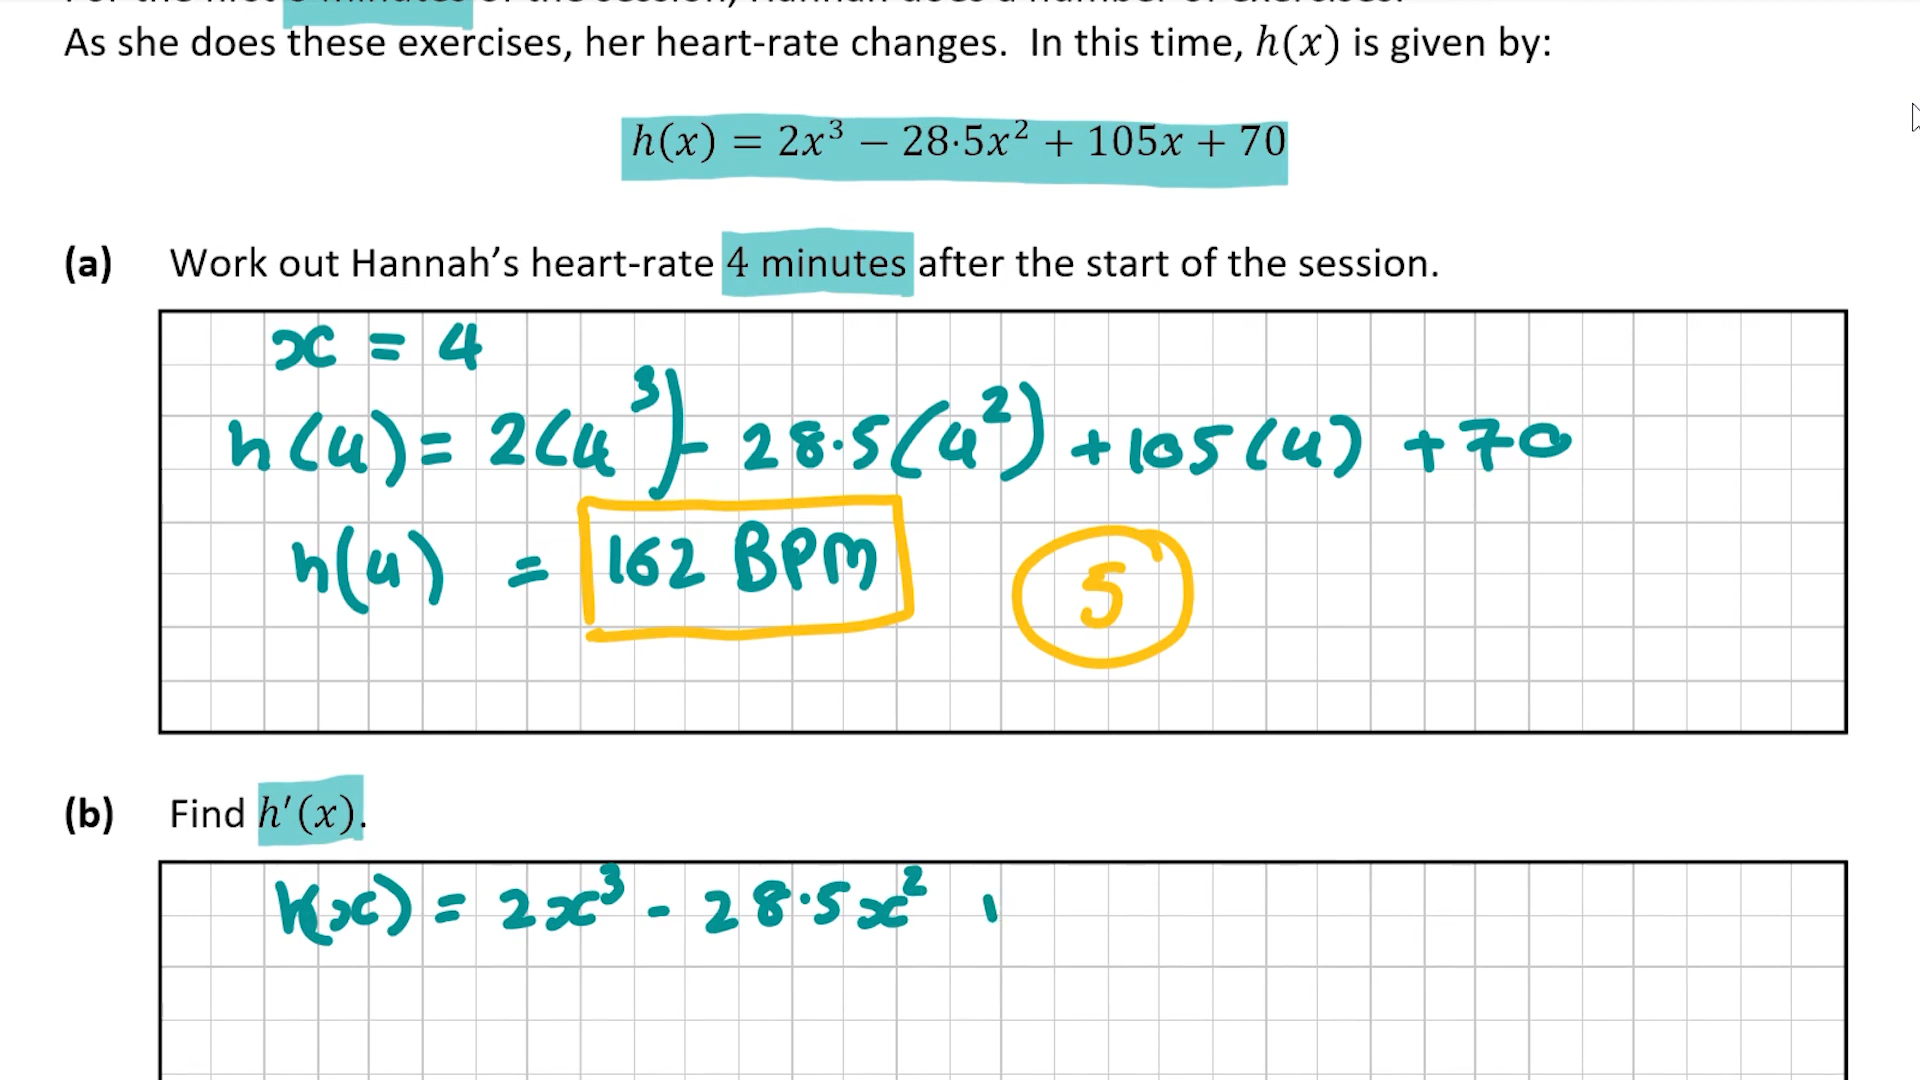 As she does these exercises, her heart-rate changes. In this time, h(x) is given by:
h(x) = 2x³ − 28·5x² + 105x + 70
(a) Work out Hannah’s heart-rate 4 minutes after the start of the session.
x = 4
h(4) = 2(4³) - 28.5(4²) + 105(4) + 70
h(4) = 162 BPM
5
(b) Find h′(x).
h(x) = 2x³ - 28.5x²